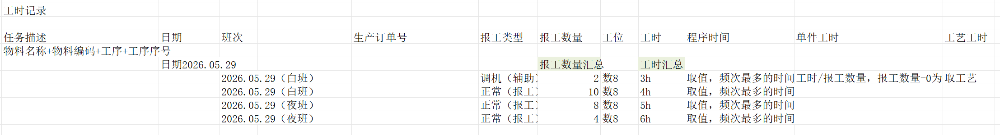 工时记录
任务描述 日期 班次 生产订单号 报工类型 报工数量 工位 工时 程序时间 单件工时 工艺工时
物料名称+物料编码+工序+工序序号
日期2026.05.29 报工数量汇总 工时汇总
2026.05.29（白班） 调机（辅助） 2 数8 3h 取值，频次最多的时间 工时/报工数量，报工数量=0为 取工艺
2026.05.29（白班） 正常（报工） 10 数8 4h 取值，频次最多的时间
2026.05.29（夜班） 正常（报工） 8 数8 5h 取值，频次最多的时间
2026.05.29（夜班） 正常（报工） 4 数8 6h 取值，频次最多的时间